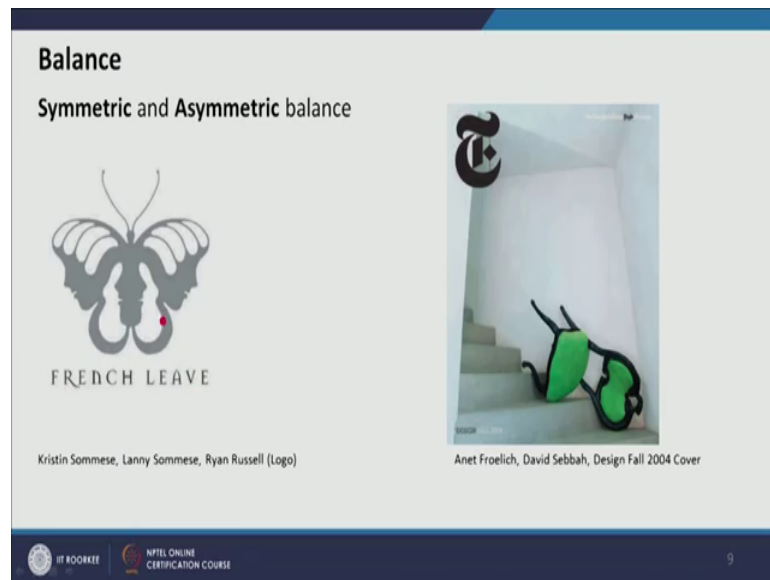 Balance
Symmetric and Asymmetric balance
FRENCH LEAVE
Kristin Sommese, Lanny Sommese, Ryan Russell (Logo)
T
Anet Froelich, David Sebbah, Design Fall 2004 Cover
IIT ROORKEE
NPTEL ONLINE
CERTIFICATION COURSE
9